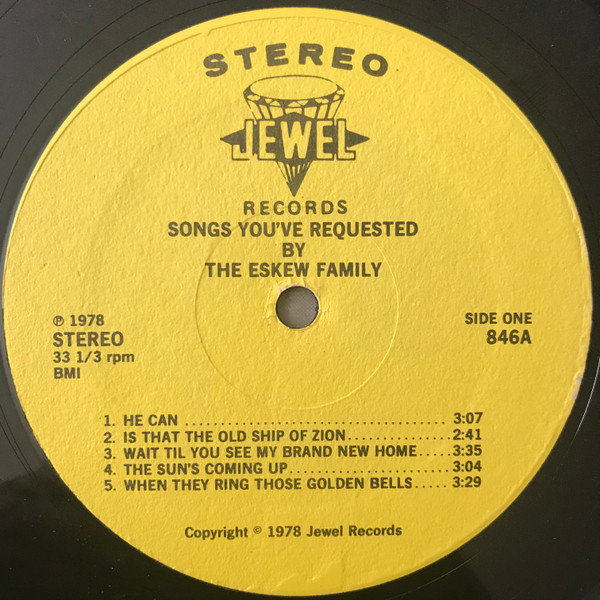 STEREO
JEWEL
RECORDS
SONGS YOU'VE REQUESTED
BY
THE ESKEW FAMILY
℗ 1978
STEREO
33 1/3 rpm
BMI
SIDE ONE
846A
1. HE CAN .................................... 3:07
2. IS THAT THE OLD SHIP OF ZION.............. 2:41
3. WAIT TIL YOU SEE MY BRAND NEW HOME..... 3:35
4. THE SUN'S COMING UP...................... 3:04
5. WHEN THEY RING THOSE GOLDEN BELLS..... 3:29
Copyright © 1978 Jewel Records